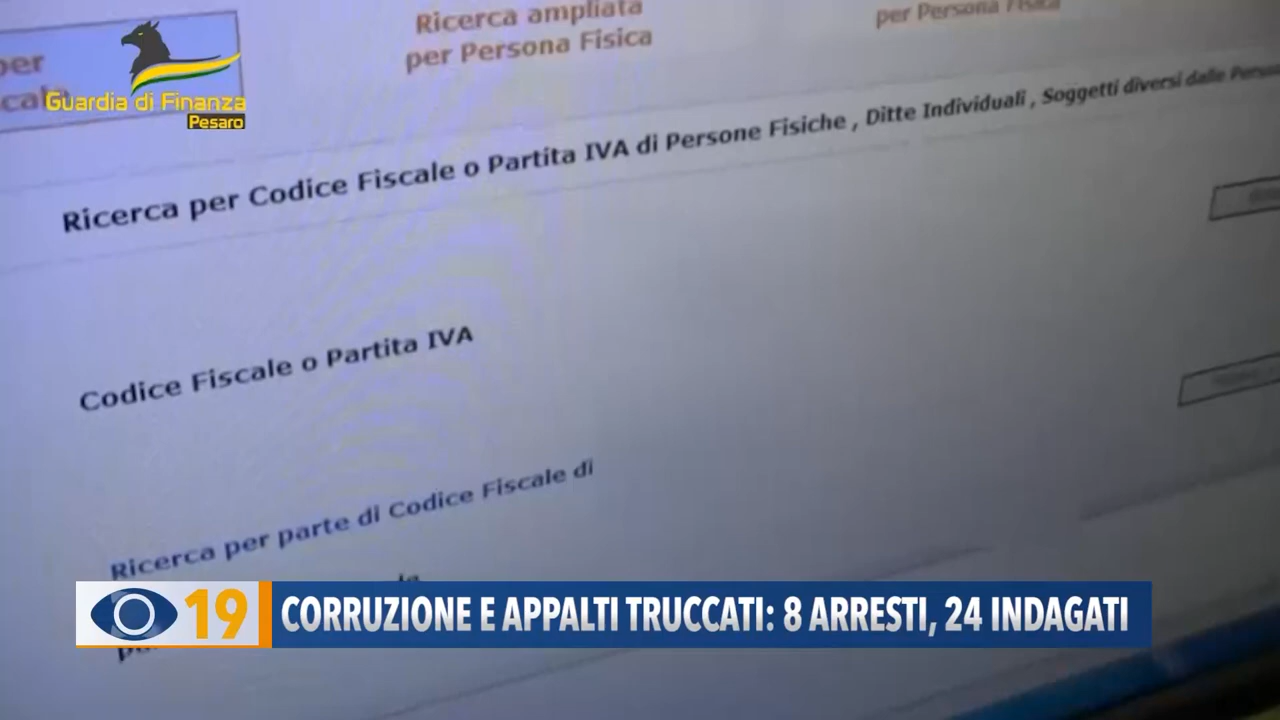 Ricerca ampliata
per Persona Fisica
per Persona Fisica
per
Guardia di Finanza
Pesaro
Ricerca per Codice Fiscale o Partita IVA di Persone Fisiche , Ditte Individuali , Soggetti diversi dalle
Codice Fiscale o Partita IVA
Ricerca per parte di Codice Fiscale di
19
CORRUZIONE E APPALTI TRUCCATI: 8 ARRESTI, 24 INDAGATI